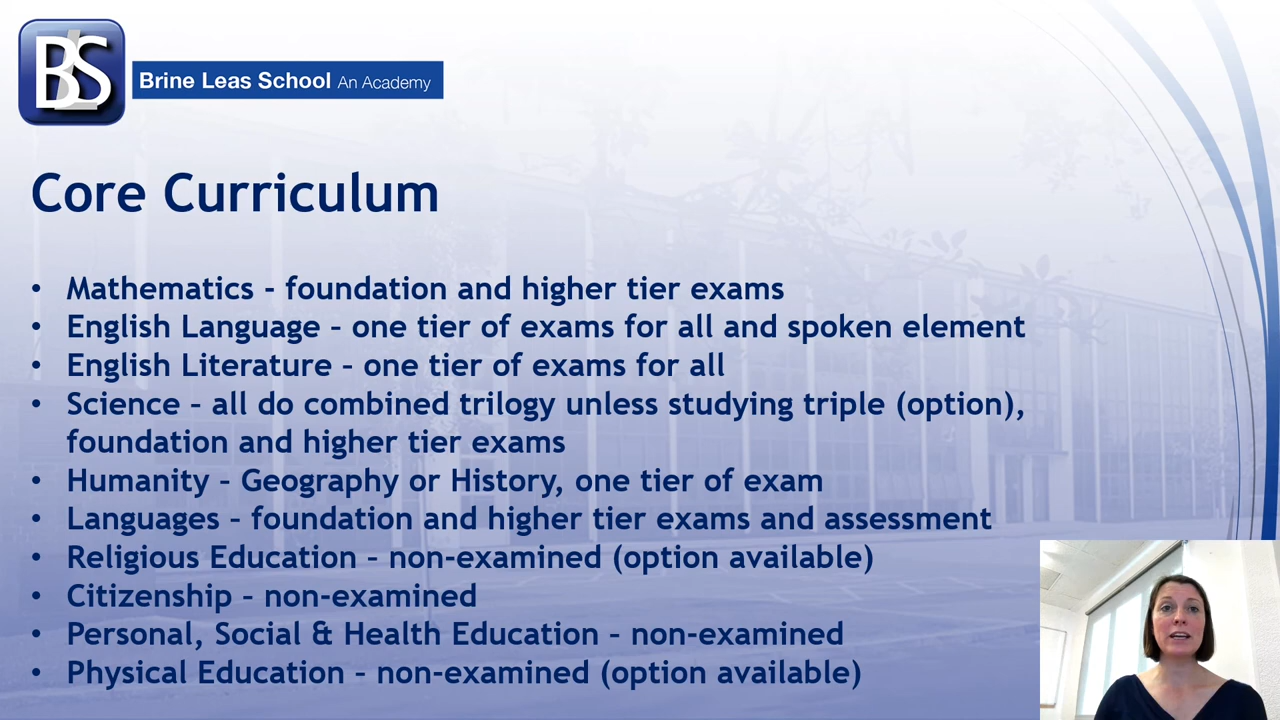 BLS
Brine Leas School An Academy
Core Curriculum
• Mathematics – foundation and higher tier exams
• English Language – one tier of exams for all and spoken element
• English Literature – one tier of exams for all
• Science – all do combined trilogy unless studying triple (option),
foundation and higher tier exams
• Humanity – Geography or History, one tier of exam
• Languages – foundation and higher tier exams and assessment
• Religious Education – non-examined (option available)
• Citizenship – non-examined
• Personal, Social & Health Education – non-examined
• Physical Education – non-examined (option available)